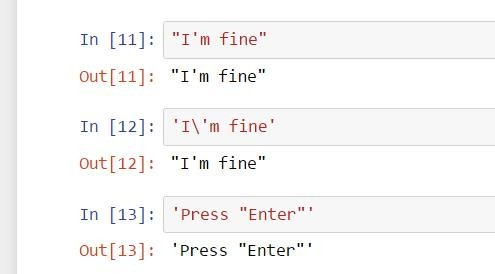 In [11]: "I'm fine"
Out[11]: "I'm fine"
In [12]: 'I\'m fine'
Out[12]: "I'm fine"
In [13]: 'Press "Enter"'
Out[13]: 'Press "Enter"'